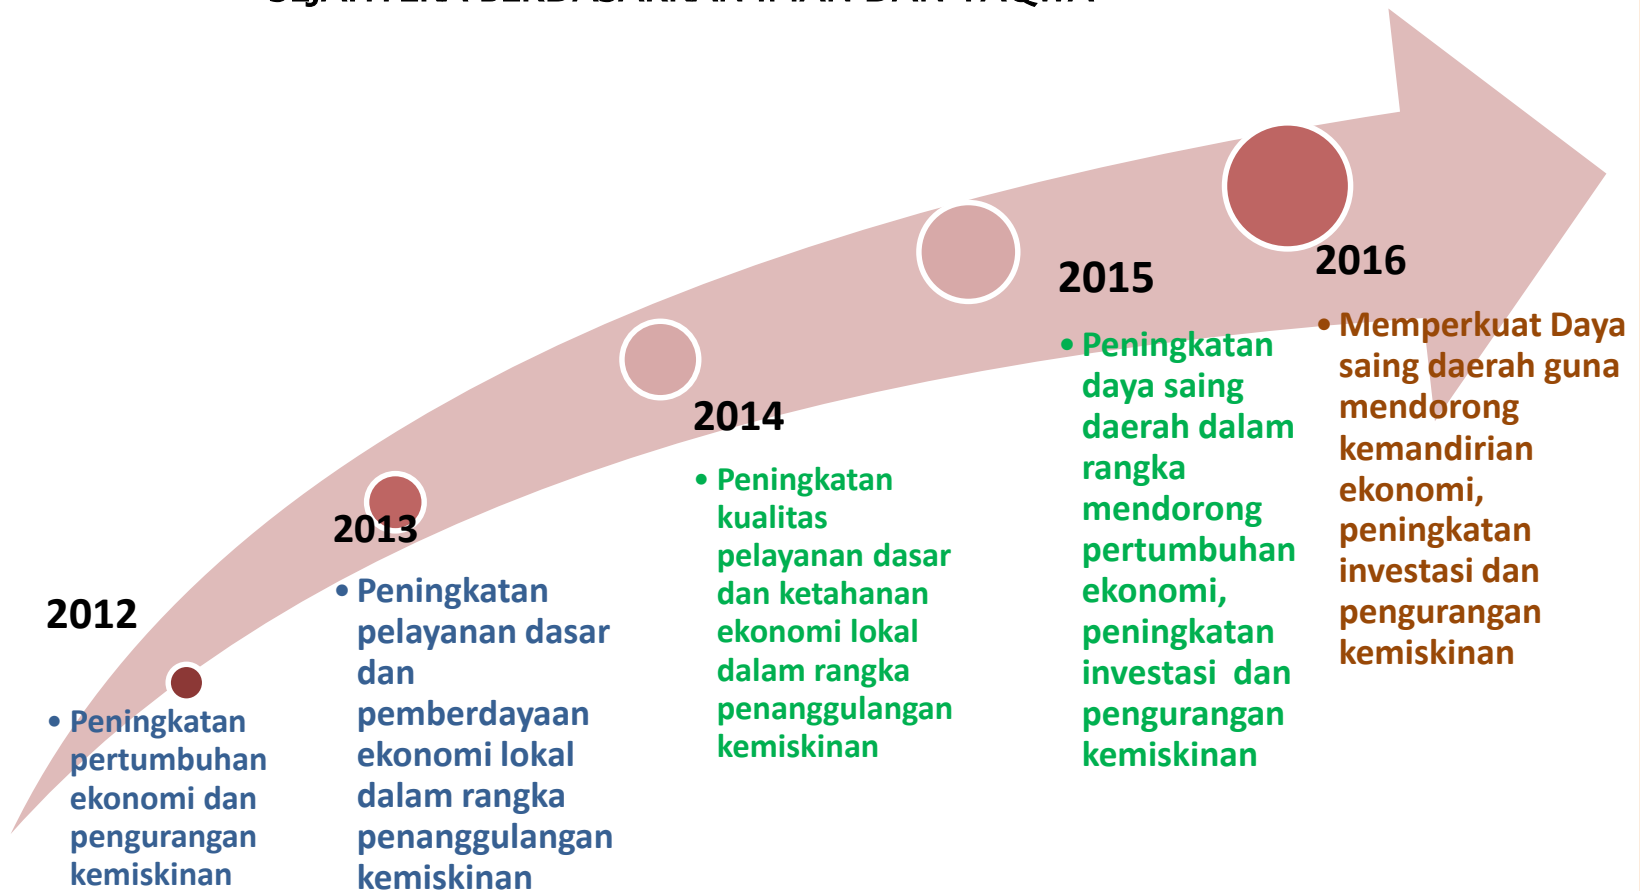 2012
• Peningkatan
pertumbuhan
ekonomi dan
pengurangan
kemiskinan
2013
• Peningkatan
pelayanan dasar
dan
pemberdayaan
ekonomi lokal
dalam rangka
penanggulangan
kemiskinan
2014
• Peningkatan
kualitas
pelayanan dasar
dan ketahanan
ekonomi lokal
dalam rangka
penanggulangan
kemiskinan
2015
• Peningkatan
daya saing
daerah dalam
rangka
mendorong
pertumbuhan
ekonomi,
peningkatan
investasi dan
pengurangan
kemiskinan
2016
• Memperkuat Daya
saing daerah guna
mendorong
kemandirian
ekonomi,
peningkatan
investasi dan
pengurangan
kemiskinan